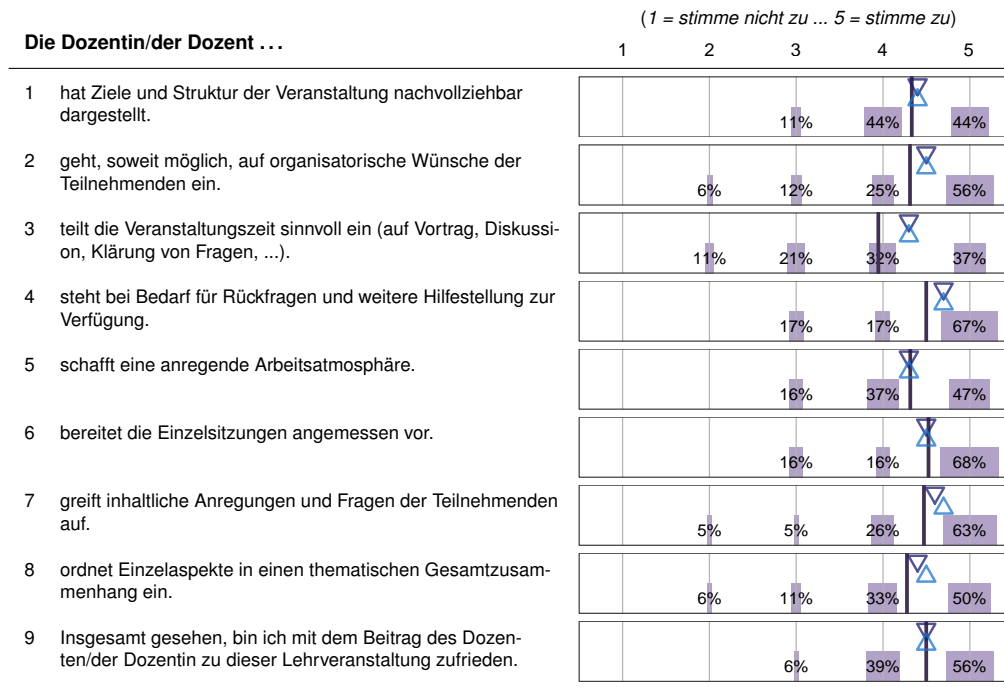 (1 = stimme nicht zu ... 5 = stimme zu)
Die Dozentin/der Dozent ...
1 2 3 4 5
1 hat Ziele und Struktur der Veranstaltung nachvollziehbar
dargestellt.
11% 44% 44%
2 geht, soweit möglich, auf organisatorische Wünsche der
Teilnehmenden ein.
6% 12% 25% 56%
3 teilt die Veranstaltungszeit sinnvoll ein (auf Vortrag, Diskussi-
on, Klärung von Fragen, ...).
11% 21% 32% 37%
4 steht bei Bedarf für Rückfragen und weitere Hilfestellung zur
Verfügung.
17% 17% 67%
5 schafft eine anregende Arbeitsatmosphäre.
16% 37% 47%
6 bereitet die Einzelsitzungen angemessen vor.
16% 16% 68%
7 greift inhaltliche Anregungen und Fragen der Teilnehmenden
auf.
5% 5% 26% 63%
8 ordnet Einzelaspekte in einen thematischen Gesamtzusam-
menhang ein.
6% 11% 33% 50%
9 Insgesamt gesehen, bin ich mit dem Beitrag des Dozen-
ten/der Dozentin zu dieser Lehrveranstaltung zufrieden.
6% 39% 56%